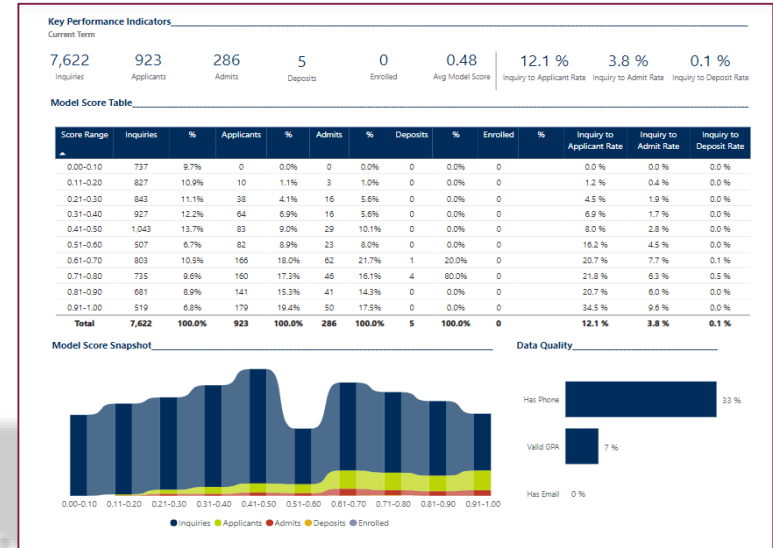 Key Performance Indicators
Current Term
7,622 923 286 5 0 0.48 12.1 % 3.8 % 0.1 %
Inquiries Applicants Admits Deposits Enrolled Avg Model Score Inquiry to Applicant Rate Inquiry to Admit Rate Inquiry to Deposit Rate
Model Score Table
Score Range Inquiries % Applicants % Admits % Deposits % Enrolled % Inquiry to Applicant Rate Inquiry to Admit Rate Inquiry to Deposit Rate
0.00-0.10 737 9.7% 0 0.0% 0 0.0% 0 0.0% 0 0.0 % 0.0 % 0.0 %
0.11-0.20 827 10.9% 10 1.1% 3 1.0% 0 0.0% 0 1.2 % 0.4 % 0.0 %
0.21-0.30 843 11.1% 38 4.1% 16 5.6% 0 0.0% 0 4.5 % 1.9 % 0.0 %
0.31-0.40 927 12.2% 64 6.9% 16 5.6% 0 0.0% 0 6.9 % 1.7 % 0.0 %
0.41-0.50 1,043 13.7% 83 9.0% 29 10.1% 0 0.0% 0 8.0 % 2.8 % 0.0 %
0.51-0.60 507 6.7% 82 8.9% 23 8.0% 0 0.0% 0 16.2 % 4.5 % 0.0 %
0.61-0.70 803 10.5% 166 18.0% 62 21.7% 1 20.0% 0 20.7 % 7.7 % 0.1 %
0.71-0.80 735 9.6% 160 17.3% 46 16.1% 4 80.0% 0 21.8 % 6.3 % 0.5 %
0.81-0.90 681 8.9% 141 15.3% 41 14.3% 0 0.0% 0 20.7 % 6.0 % 0.0 %
0.91-1.00 519 6.8% 179 19.4% 50 17.5% 0 0.0% 0 34.5 % 9.6 % 0.0 %
Total 7,622 100.0% 923 100.0% 286 100.0% 5 100.0% 0 12.1 % 3.8 % 0.1 %
Model Score Snapshot Data Quality
Has Phone 33 %
Valid GPA 7 %
Has Email 0 %
0.00-0.10 0.11-0.20 0.21-0.30 0.31-0.40 0.41-0.50 0.51-0.60 0.61-0.70 0.71-0.80 0.81-0.90 0.91-1.00
Inquiries Applicants Admits Deposits Enrolled